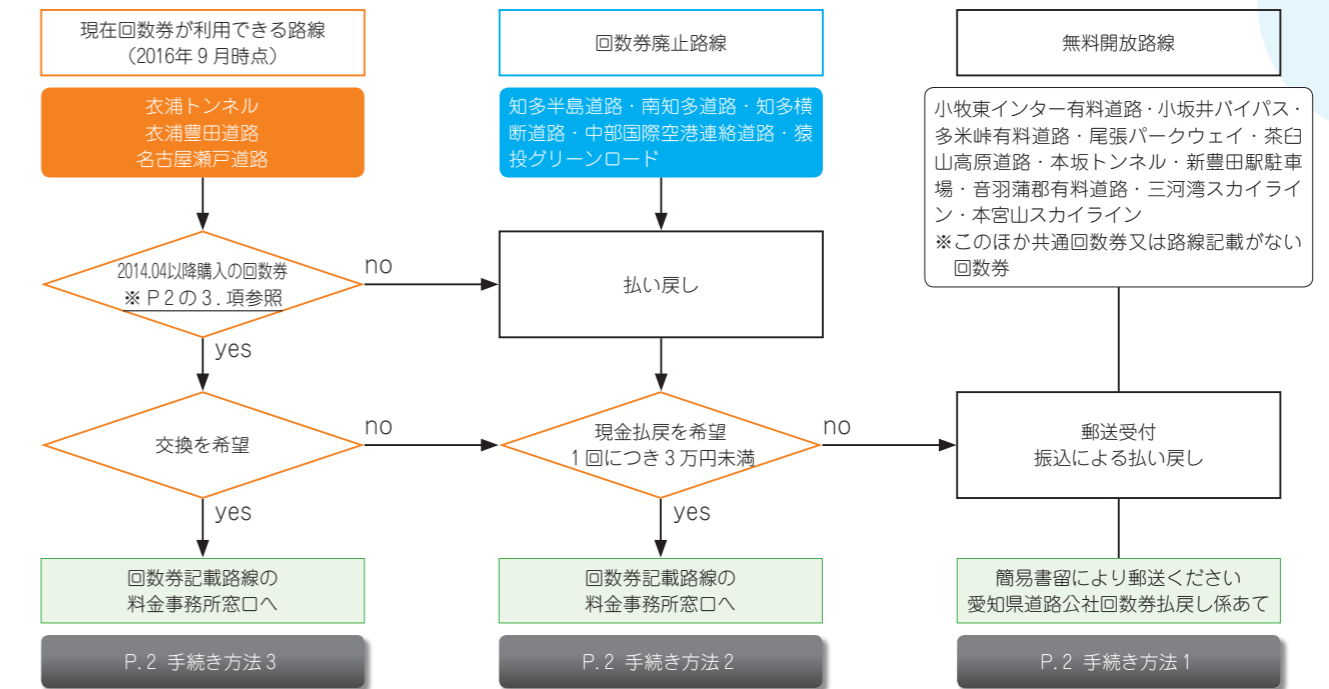 現在回数券が利用できる路線
（2016年９月時点）
衣浦トンネル
衣浦豊田道路
名古屋瀬戸道路
2014.04以降購入の回数券
※Ｐ２の３.項参照
no
yes
交換を希望
no
yes
回数券記載路線の
料金事務所窓口へ
P.2 手続き方法３
回数券廃止路線
知多半島道路・南知多道路・知多横
断道路・中部国際空港連絡道路・猿
投グリーンロード
払い戻し
現金払戻を希望
１回につき３万円未満
no
yes
回数券記載路線の
料金事務所窓口へ
P.2 手続き方法２
無料開放路線
小牧東インター有料道路・小坂井バイパス・
多米峠有料道路・尾張パークウェイ・茶臼
山高原道路・本坂トンネル・新豊田駅駐車
場・音羽蒲郡有料道路・三河湾スカイライ
ン・本宮山スカイライン
※このほか共通回数券又は路線記載がない
回数券
郵送受付
振込による払い戻し
簡易書留により郵送ください
愛知県道路公社回数券払戻し係あて
P.2 手続き方法１